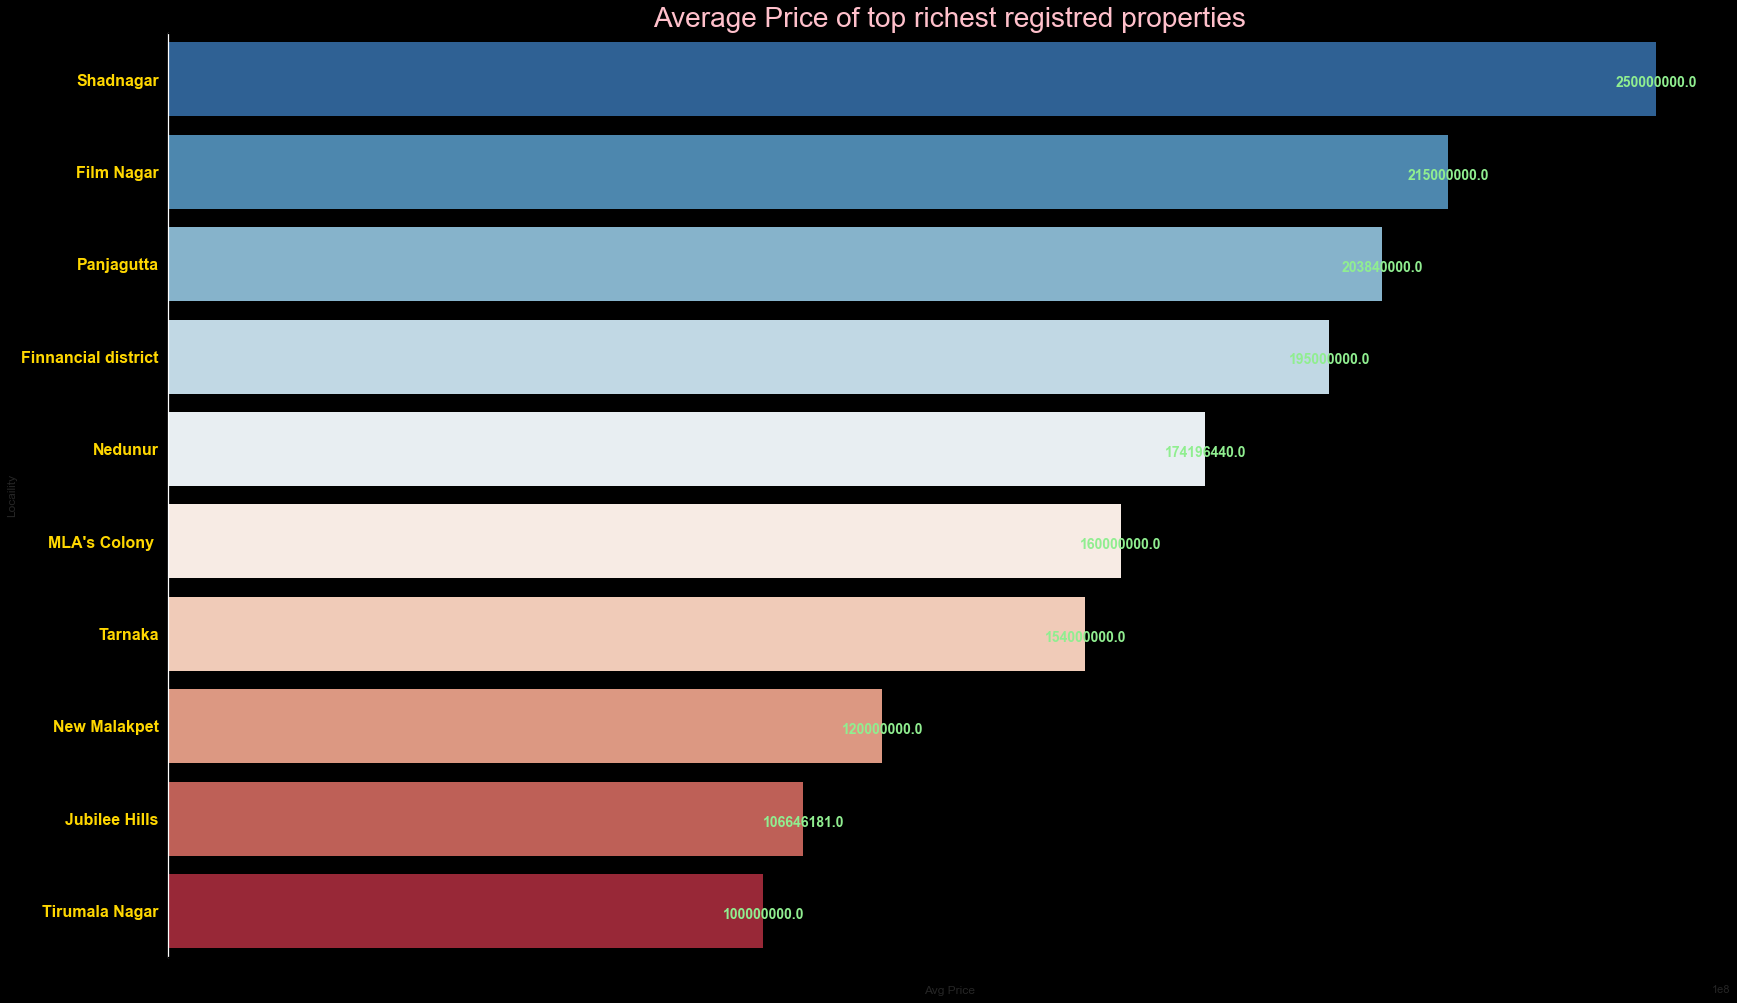 Average Price of top richest registred properties
Shadnagar
250000000.0
Film Nagar
215000000.0
Panjagutta
203840000.0
Finnancial district
195000000.0
Nedunur
174196440.0
Locaility
MLA's Colony
160000000.0
Tarnaka
154000000.0
New Malakpet
120000000.0
Jubilee Hills
106646181.0
Tirumala Nagar
100000000.0
Avg Price
1e8